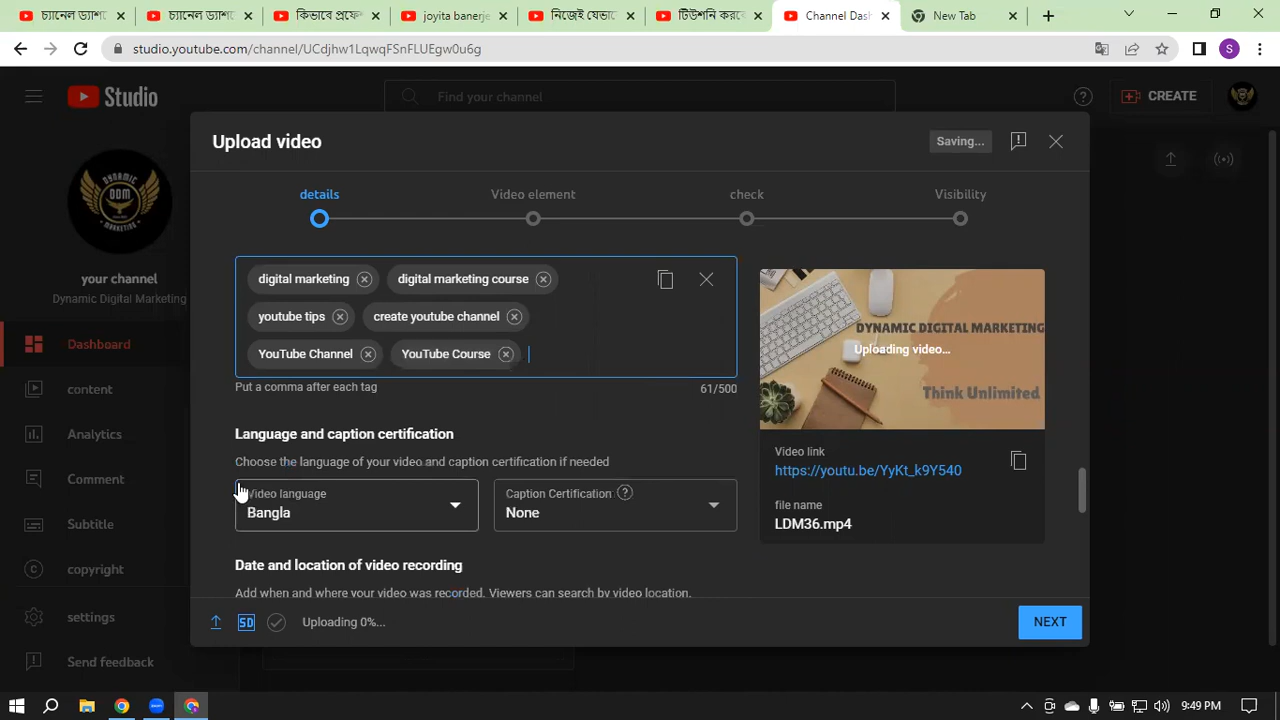 চ্যানেল এডাশ
চ্যানেল এডাশ
কিভাবে প্রফে
joyita banerje
নিজেই যেভাবে
টিউশনি করবে
Channel Das
New Tab
studio.youtube.com/channel/UCdjhw1LqwqFSnFLUEgw0u6g
S
Studio
Find your channel
CREATE
Upload video
Saving...
DYNAMIC
DDM
MARKETING
details
Video element
check
Visibility
your channel
Dynamic Digital Marketing
Dashboard
content
Analytics
Comment
Subtitle
copyright
settings
Send feedback
digital marketing
digital marketing course
youtube tips
create youtube channel
YouTube Channel
YouTube Course
Put a comma after each tag
61/500
Language and caption certification
Choose the language of your video and caption certification if needed
Video language
Bangla
Caption Certification
None
Date and location of video recording
Add when and where your video was recorded. Viewers can search by video location.
DYNAMIC DIGITAL MARKETING
Uploading video...
Think Unlimited
Video link
https://youtu.be/YyKt_k9Y540
file name
LDM36.mp4
SD
Uploading 0%...
NEXT
9:49 PM